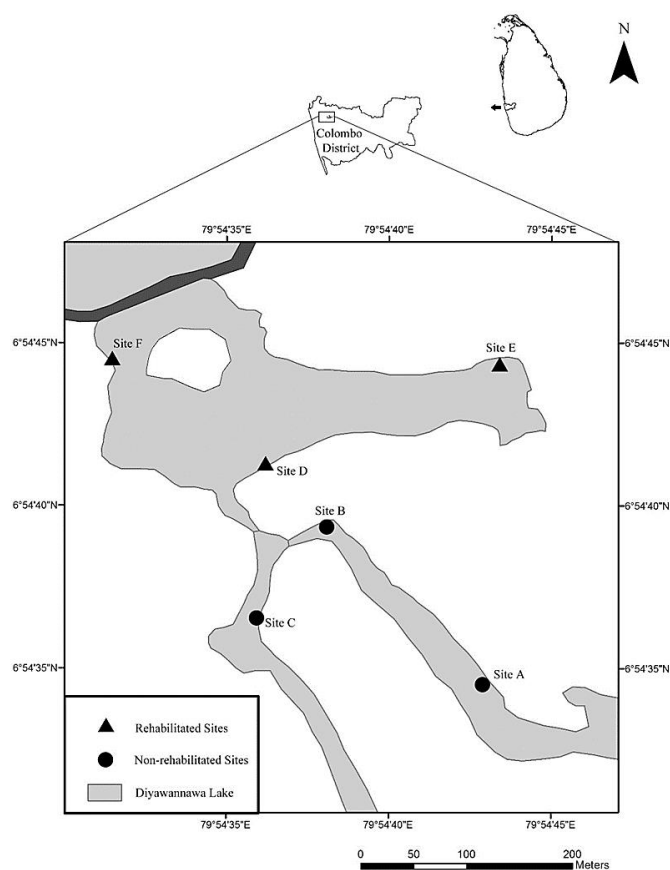 N
Colombo
District
79°54'35"E
79°54'40"E
79°54'45"E
6°54'45"N
6°54'45"N
Site F
Site E
Site D
6°54'40"N
6°54'40"N
Site B
Site C
6°54'35"N
6°54'35"N
Site A
Rehabilitated Sites
Non-rehabilitated Sites
Diyawannawa Lake
79°54'35"E
79°54'40"E
79°54'45"E
0 50 100 200
Meters